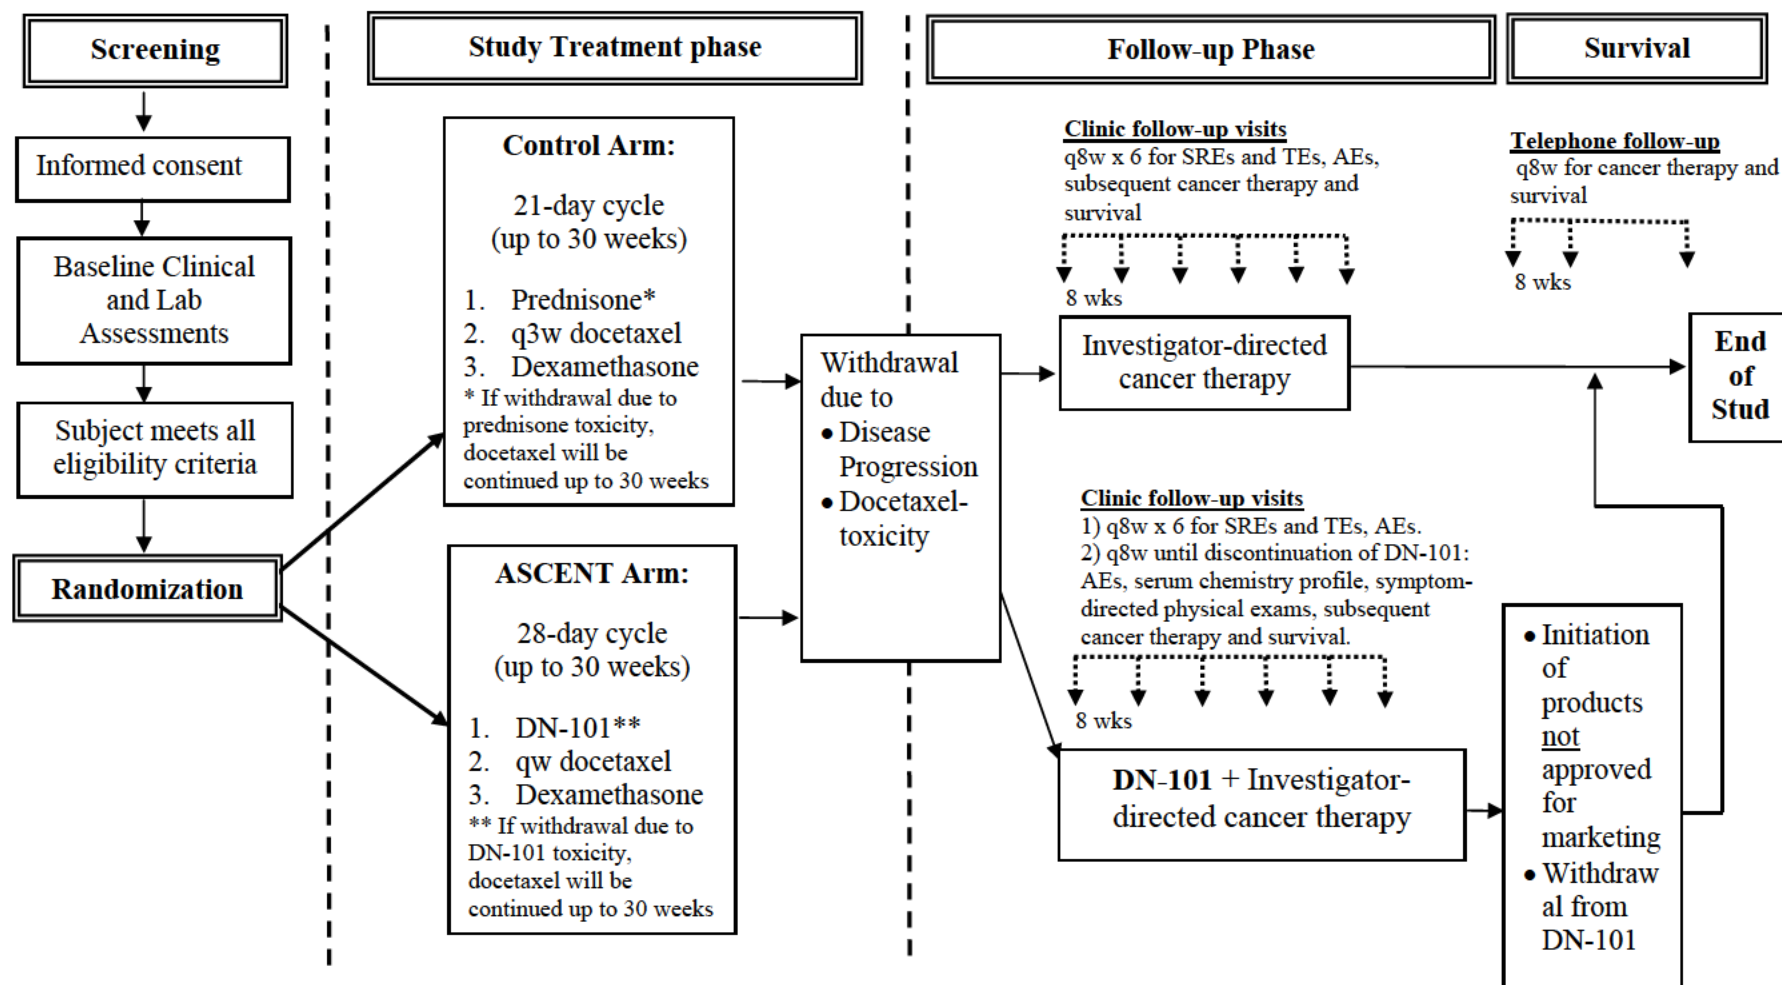 Screening
Informed consent
Baseline Clinical
and Lab
Assessments
Subject meets all
eligibility criteria
Randomization
Study Treatment phase
Control Arm:
21-day cycle
(up to 30 weeks)
1. Prednisone*
2. q3w docetaxel
3. Dexamethasone
* If withdrawal due to
prednisone toxicity,
docetaxel will be
continued up to 30 weeks
ASCENT Arm:
28-day cycle
(up to 30 weeks)
1. DN-101**
2. qw docetaxel
3. Dexamethasone
** If withdrawal due to
DN-101 toxicity,
docetaxel will be
continued up to 30 weeks
Withdrawal
due to
• Disease
Progression
• Docetaxel-
toxicity
Follow-up Phase
Clinic follow-up visits
q8w x 6 for SREs and TEs, AEs,
subsequent cancer therapy and
survival
8 wks
Investigator-directed
cancer therapy
Clinic follow-up visits
1) q8w x 6 for SREs and TEs, AEs.
2) q8w until discontinuation of DN-101:
AEs, serum chemistry profile, symptom-
directed physical exams, subsequent
cancer therapy and survival.
8 wks
DN-101 + Investigator-
directed cancer therapy
Survival
Telephone follow-up
q8w for cancer therapy and
survival
8 wks
End
of
Stud
• Initiation
of
products
not
approved
for
marketing
• Withdraw
al from
DN-101